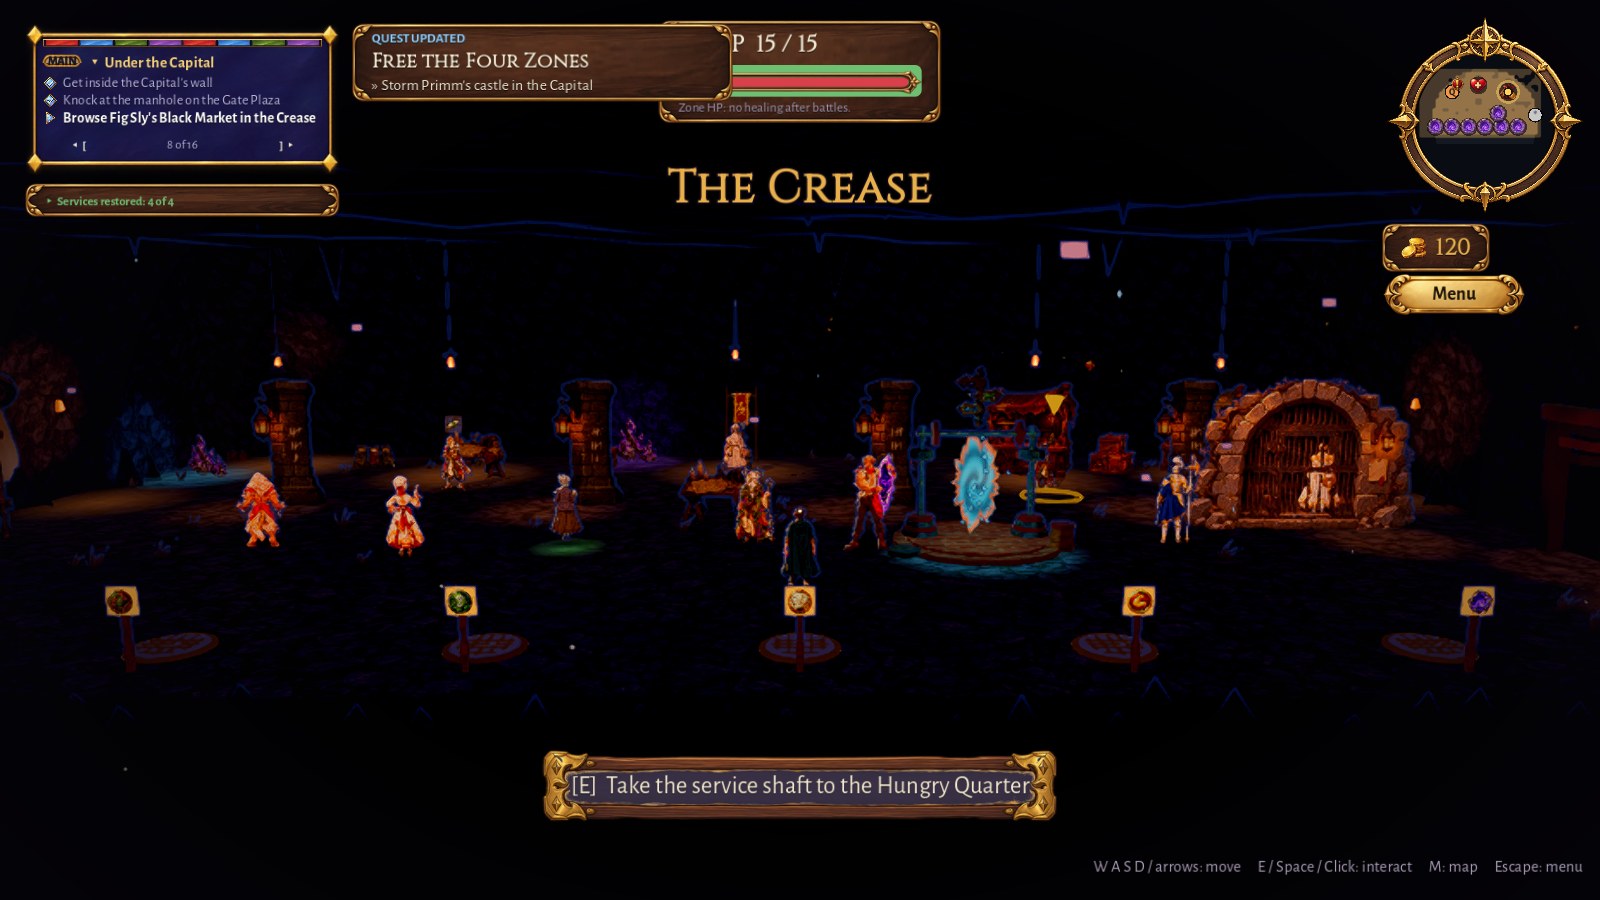 MAIN ▾ Under the Capital
Get inside the Capital's wall
Knock at the manhole on the Gate Plaza
Browse Fig Sly's Black Market in the Crease
8 of 16
Services restored: 4 of 4
QUEST UPDATED
FREE THE FOUR ZONES
» Storm Primm's castle in the Capital
P 15 / 15
Zone HP: no healing after battles.
THE CREASE
120
Menu
[E] Take the service shaft to the Hungry Quarter
W A S D / arrows: move E / Space / Click: interact M: map Escape: menu